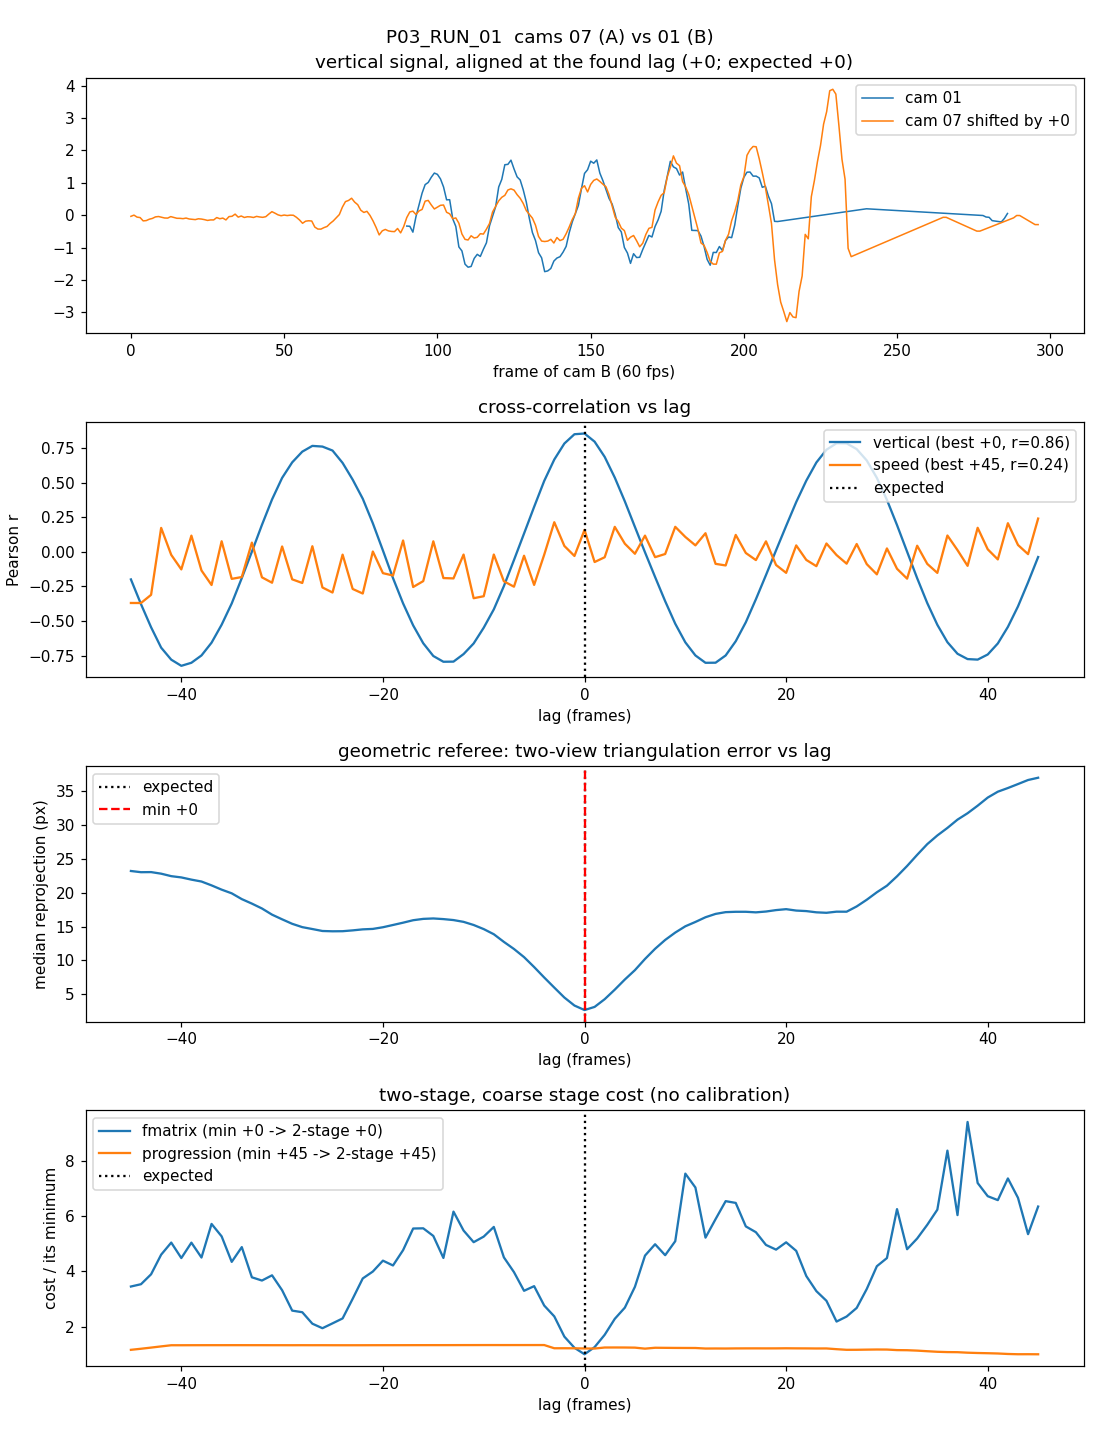 P03_RUN_01  cams 07 (A) vs 01 (B)
vertical signal, aligned at the found lag (+0; expected +0)
4
3
2
1
0
−1
−2
−3
cam 01
cam 07 shifted by +0
0
50
100
150
200
250
300
frame of cam B (60 fps)
cross-correlation vs lag
Pearson r
0.75
0.50
0.25
0.00
−0.25
−0.50
−0.75
vertical (best +0, r=0.86)
speed (best +45, r=0.24)
expected
−40
−20
0
20
40
lag (frames)
geometric referee: two-view triangulation error vs lag
median reprojection (px)
35
30
25
20
15
10
5
expected
min +0
−40
−20
0
20
40
lag (frames)
two-stage, coarse stage cost (no calibration)
cost / its minimum
8
6
4
2
fmatrix (min +0 -> 2-stage +0)
progression (min +45 -> 2-stage +45)
expected
−40
−20
0
20
40
lag (frames)